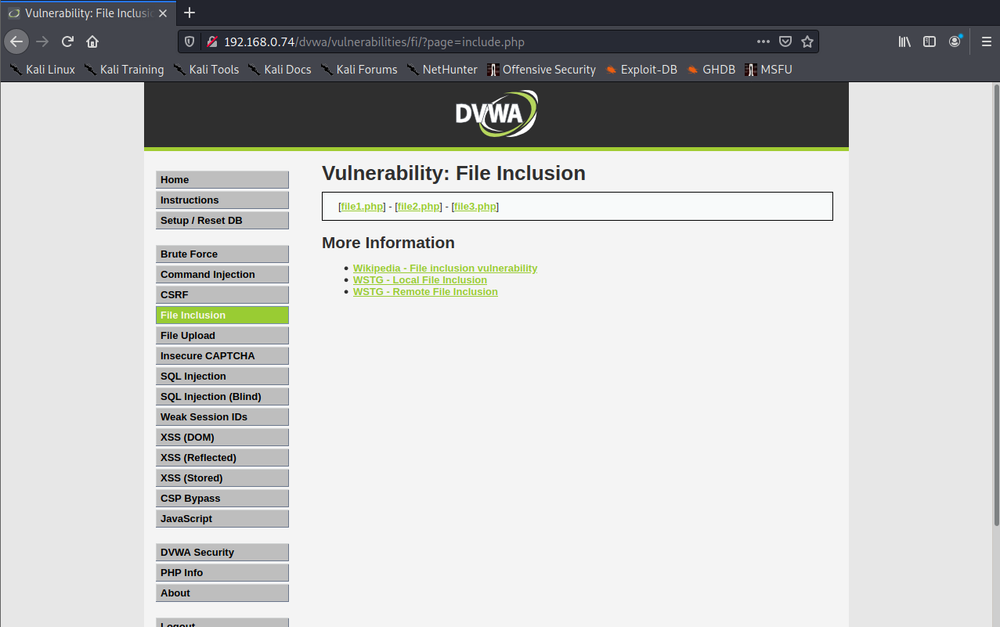 Vulnerability: File Inclusi
192.168.0.74/dvwa/vulnerabilities/fi/?page=include.php
Kali Linux Kali Training Kali Tools Kali Docs Kali Forums NetHunter Offensive Security Exploit-DB GHDB MSFU
DVWA
Home
Instructions
Setup / Reset DB
Brute Force
Command Injection
CSRF
File Inclusion
File Upload
Insecure CAPTCHA
SQL Injection
SQL Injection (Blind)
Weak Session IDs
XSS (DOM)
XSS (Reflected)
XSS (Stored)
CSP Bypass
JavaScript
DVWA Security
PHP Info
About
Logout
Vulnerability: File Inclusion
[file1.php] - [file2.php] - [file3.php]
More Information
• Wikipedia - File inclusion vulnerability
• WSTG - Local File Inclusion
• WSTG - Remote File Inclusion